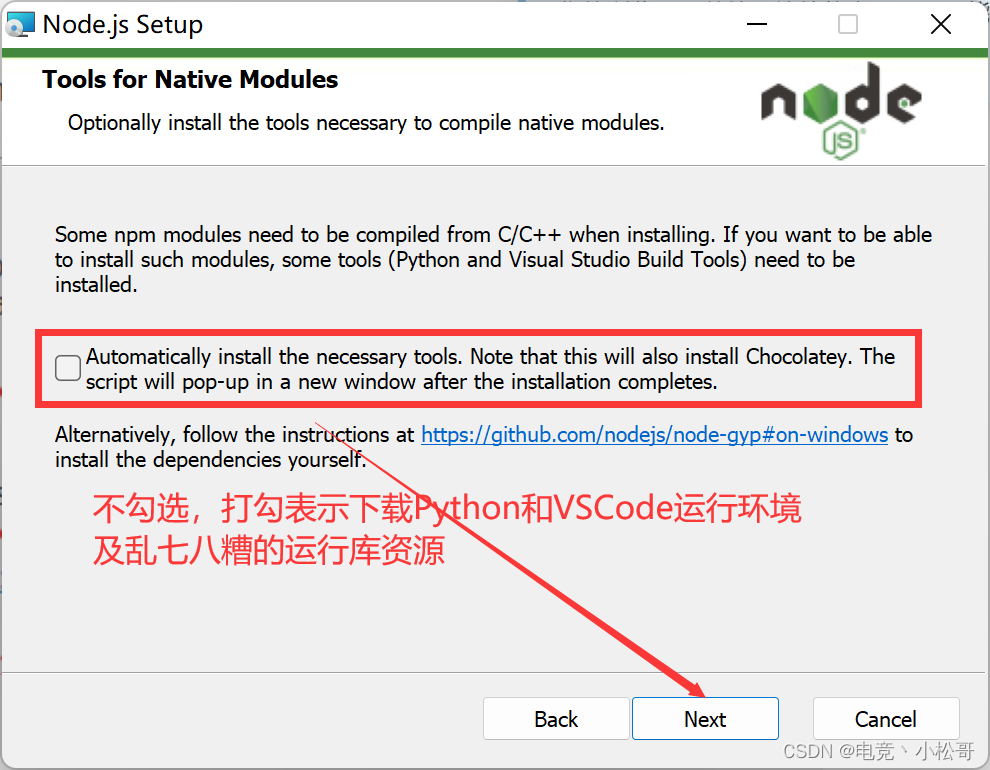 Node.js Setup
Tools for Native Modules
Optionally install the tools necessary to compile native modules.
node
JS
Some npm modules need to be compiled from C/C++ when installing. If you want to be able
to install such modules, some tools (Python and Visual Studio Build Tools) need to be
installed.
Automatically install the necessary tools. Note that this will also install Chocolatey. The
script will pop-up in a new window after the installation completes.
Alternatively, follow the instructions at https://github.com/nodejs/node-gyp#on-windows to
install the dependencies yourself.
不勾选，打勾表示下载Python和VSCode运行环境
及乱七八糟的运行库资源
Back
Next
Cancel
CSDN @电竞丶小松哥